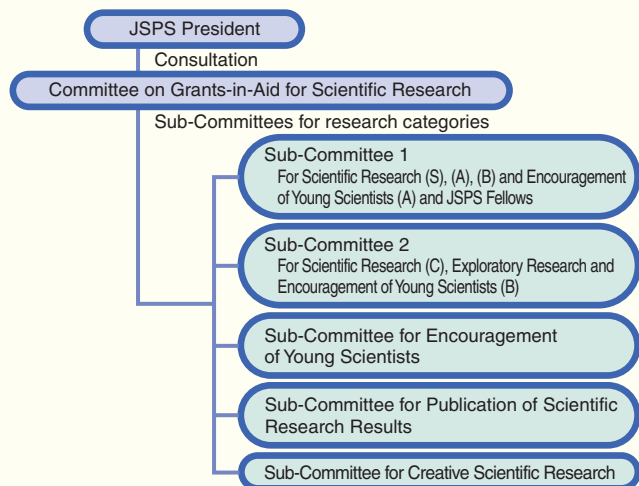 JSPS President
Consultation
Committee on Grants-in-Aid for Scientific Research
Sub-Committees for research categories
Sub-Committee 1
For Scientific Research (S), (A), (B) and Encouragement
of Young Scientists (A) and JSPS Fellows
Sub-Committee 2
For Scientific Research (C), Exploratory Research and
Encouragement of Young Scientists (B)
Sub-Committee for Encouragement
of Young Scientists
Sub-Committee for Publication of Scientific
Research Results
Sub-Committee for Creative Scientific Research